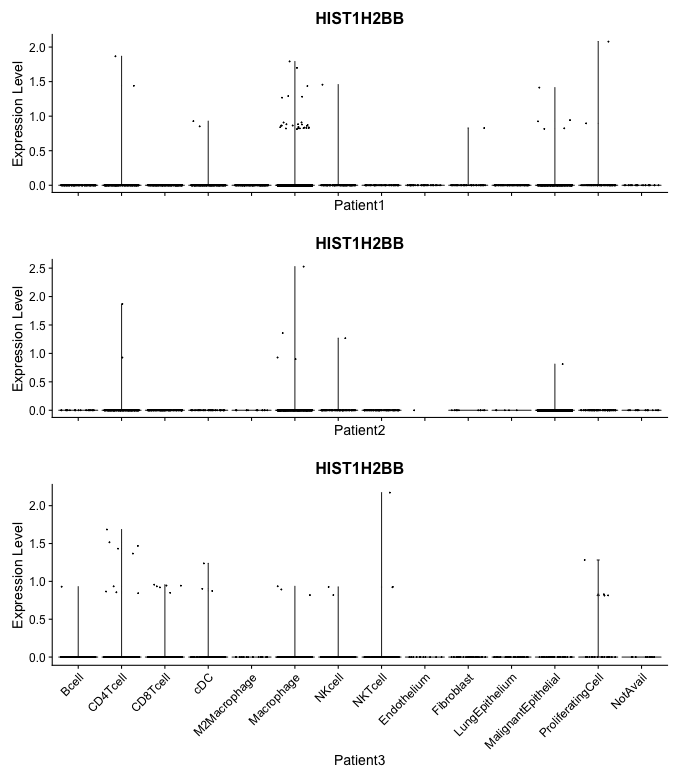 HIST1H2BB
Expression Level
2.0
1.5
1.0
0.5
0.0
Patient1
HIST1H2BB
Expression Level
2.5
2.0
1.5
1.0
0.5
0.0
Patient2
HIST1H2BB
Expression Level
2.0
1.5
1.0
0.5
0.0
Bcell
CD4Tcell
CD8Tcell
cDC
M2Macrophage
Macrophage
NKcell
NKTcell
Endothelium
Fibroblast
LungEpithelium
MalignantEpithelial
ProliferatingCell
NotAvail
Patient3